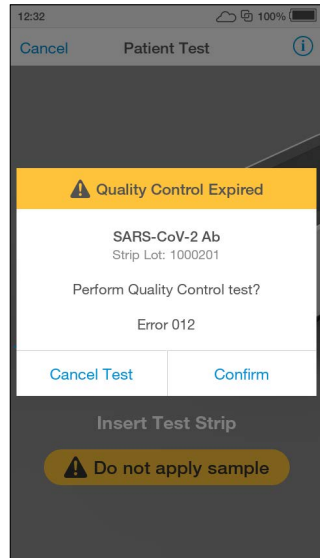 12:32
100%
Cancel
Patient Test
i
Quality Control Expired
SARS-CoV-2 Ab
Strip Lot: 1000201
Perform Quality Control test?
Error 012
Cancel Test
Confirm
Insert Test Strip
Do not apply sample